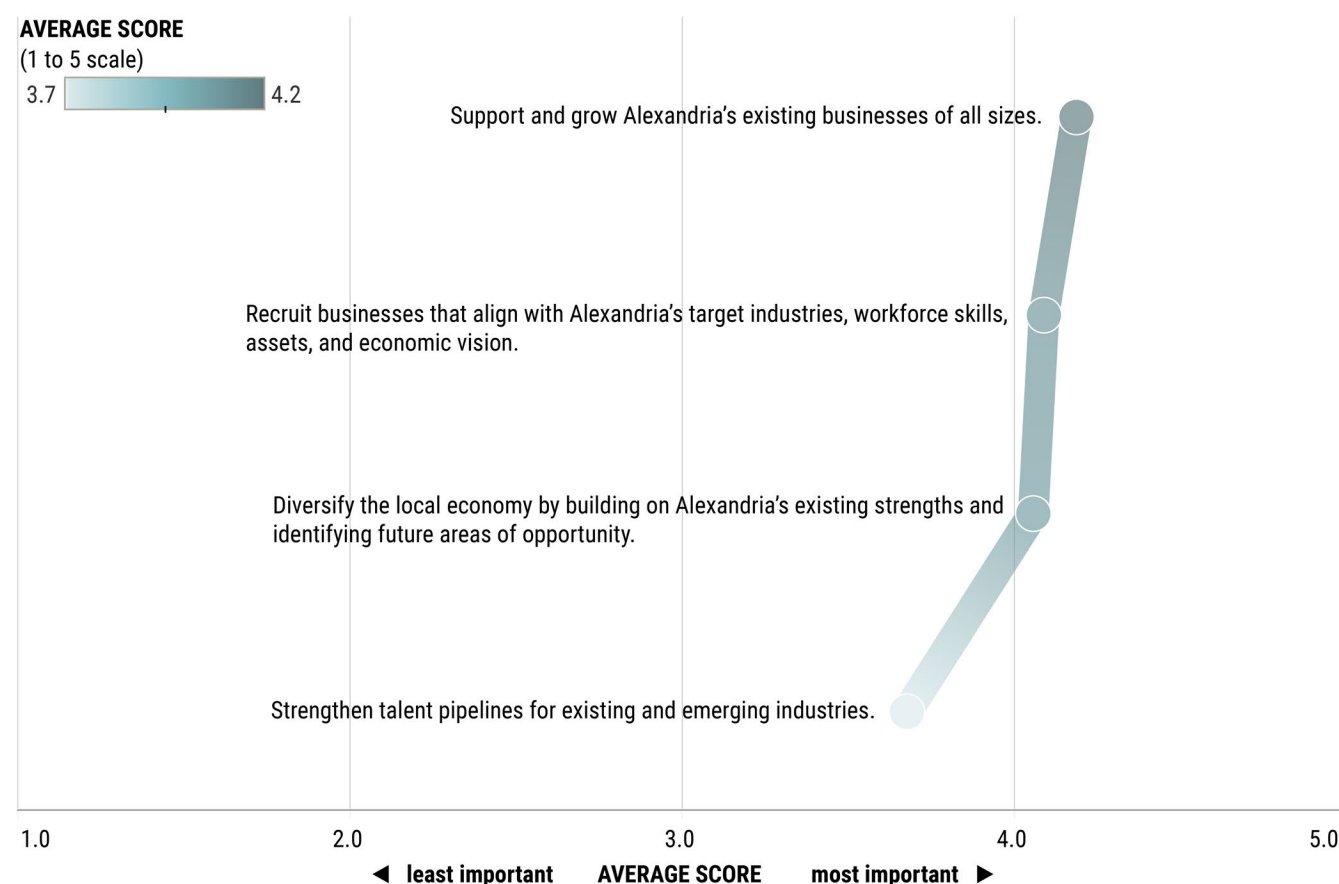 AVERAGE SCORE
(1 to 5 scale)
3.7 4.2
Support and grow Alexandria’s existing businesses of all sizes.
Recruit businesses that align with Alexandria’s target industries, workforce skills,
assets, and economic vision.
Diversify the local economy by building on Alexandria’s existing strengths and
identifying future areas of opportunity.
Strengthen talent pipelines for existing and emerging industries.
1.0 2.0 3.0 4.0 5.0
◀ least important AVERAGE SCORE most important ▶